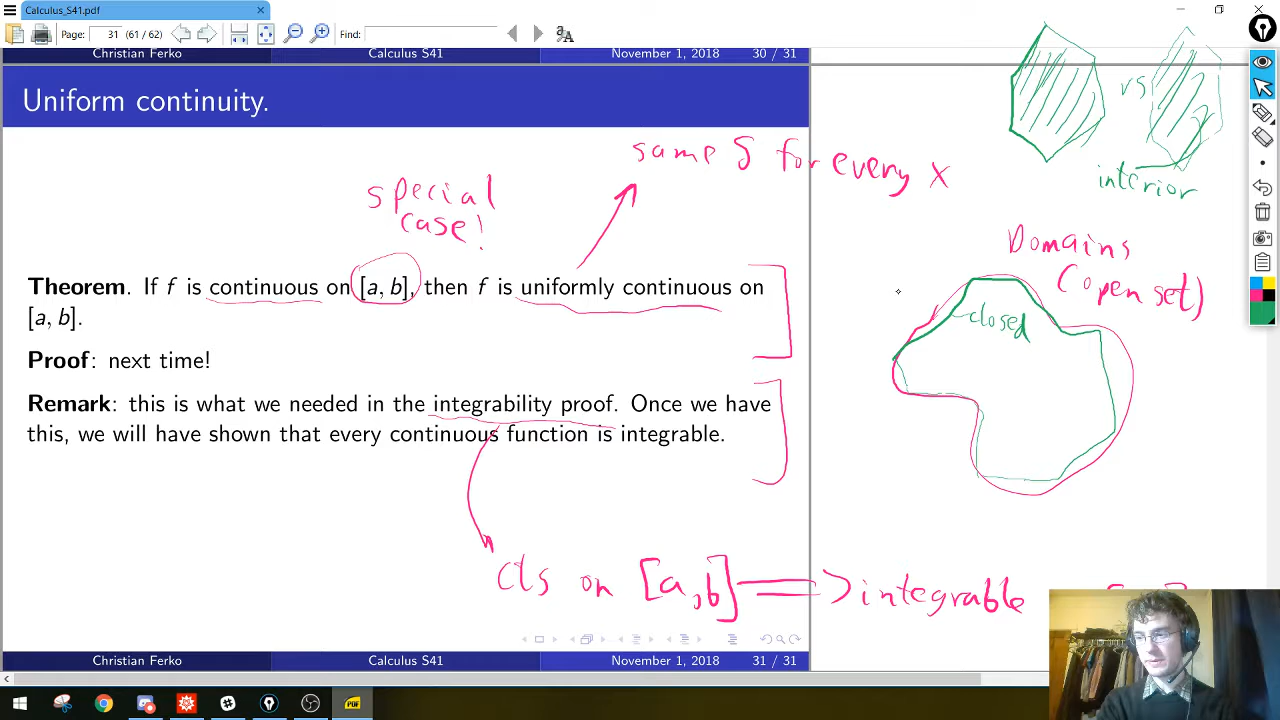 Calculus_S41.pdf
Page: 31 (61 / 62) Find:
Christian Ferko Calculus S41 November 1, 2018 30 / 31
Uniform continuity.
same δ for every x
special
case!
Theorem. If f is continuous on [a, b], then f is uniformly continuous on
[a, b].
Proof: next time!
Remark: this is what we needed in the integrability proof. Once we have
this, we will have shown that every continuous function is integrable.
cts on [a,b] => integrable
Christian Ferko Calculus S41 November 1, 2018 31 / 31
vs
interior
Domains
(open set)
closed